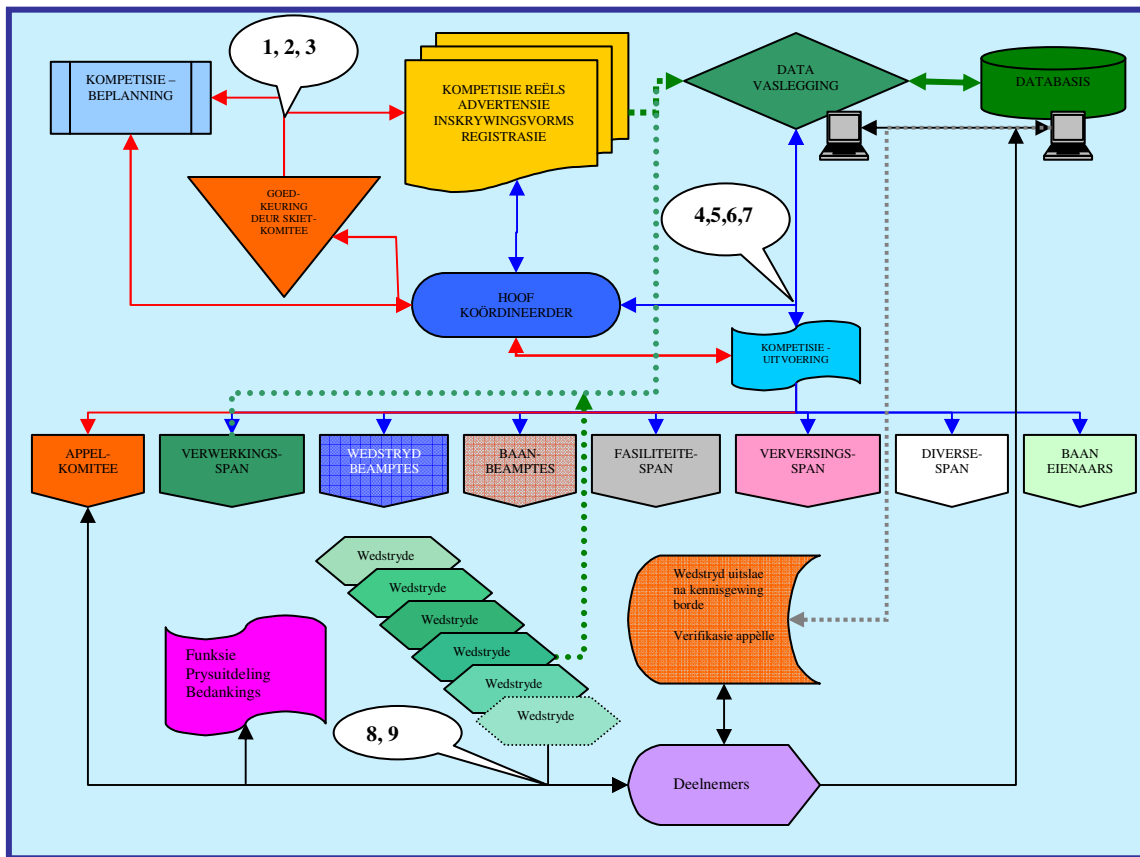 1, 2, 3
KOMPETISIE –
BEPLANNING
KOMPETISIE REËLS
ADVERTENSIE
INSKRYWINGSVORMS
REGISTRASIE
DATA
VASLEGGING
DATABASIS
GOED-
KEURING
DEUR SKIET-
KOMITEE
4,5,6,7
HOOF
KOÖRDINEERDER
KOMPETISIE -
UITVOERING
APPEL-
KOMITEE
VERWERKINGS-
SPAN
WEDSTRYD
BEAMPTES
BAAN-
BEAMPTES
FASILITEITE-
SPAN
VERVERSINGS-
SPAN
DIVERSE-
SPAN
BAAN
EIENAARS
Wedstryde
Wedstryde
Wedstryde
Wedstryde
Wedstryde
Wedstryde
Wedstryd uitslae
na kennisgewing
borde
Verifikasie appèlle
Funksie
Prysuitdeling
Bedankings
8, 9
Deelnemers